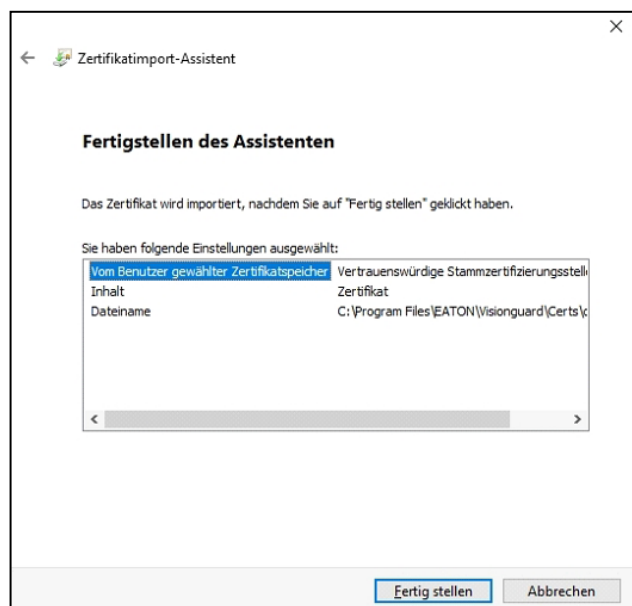 Zertifikatimport-Assistent
Fertigstellen des Assistenten
Das Zertifikat wird importiert, nachdem Sie auf "Fertig stellen" geklickt haben.
Sie haben folgende Einstellungen ausgewählt:
Vom Benutzer gewählter Zertifikatspeicher Vertrauenswürdige Stammzertifizierungsstell
Inhalt Zertifikat
Dateiname C:\Program Files\EATON\Visionguard\Certs\
Fertig stellen Abbrechen